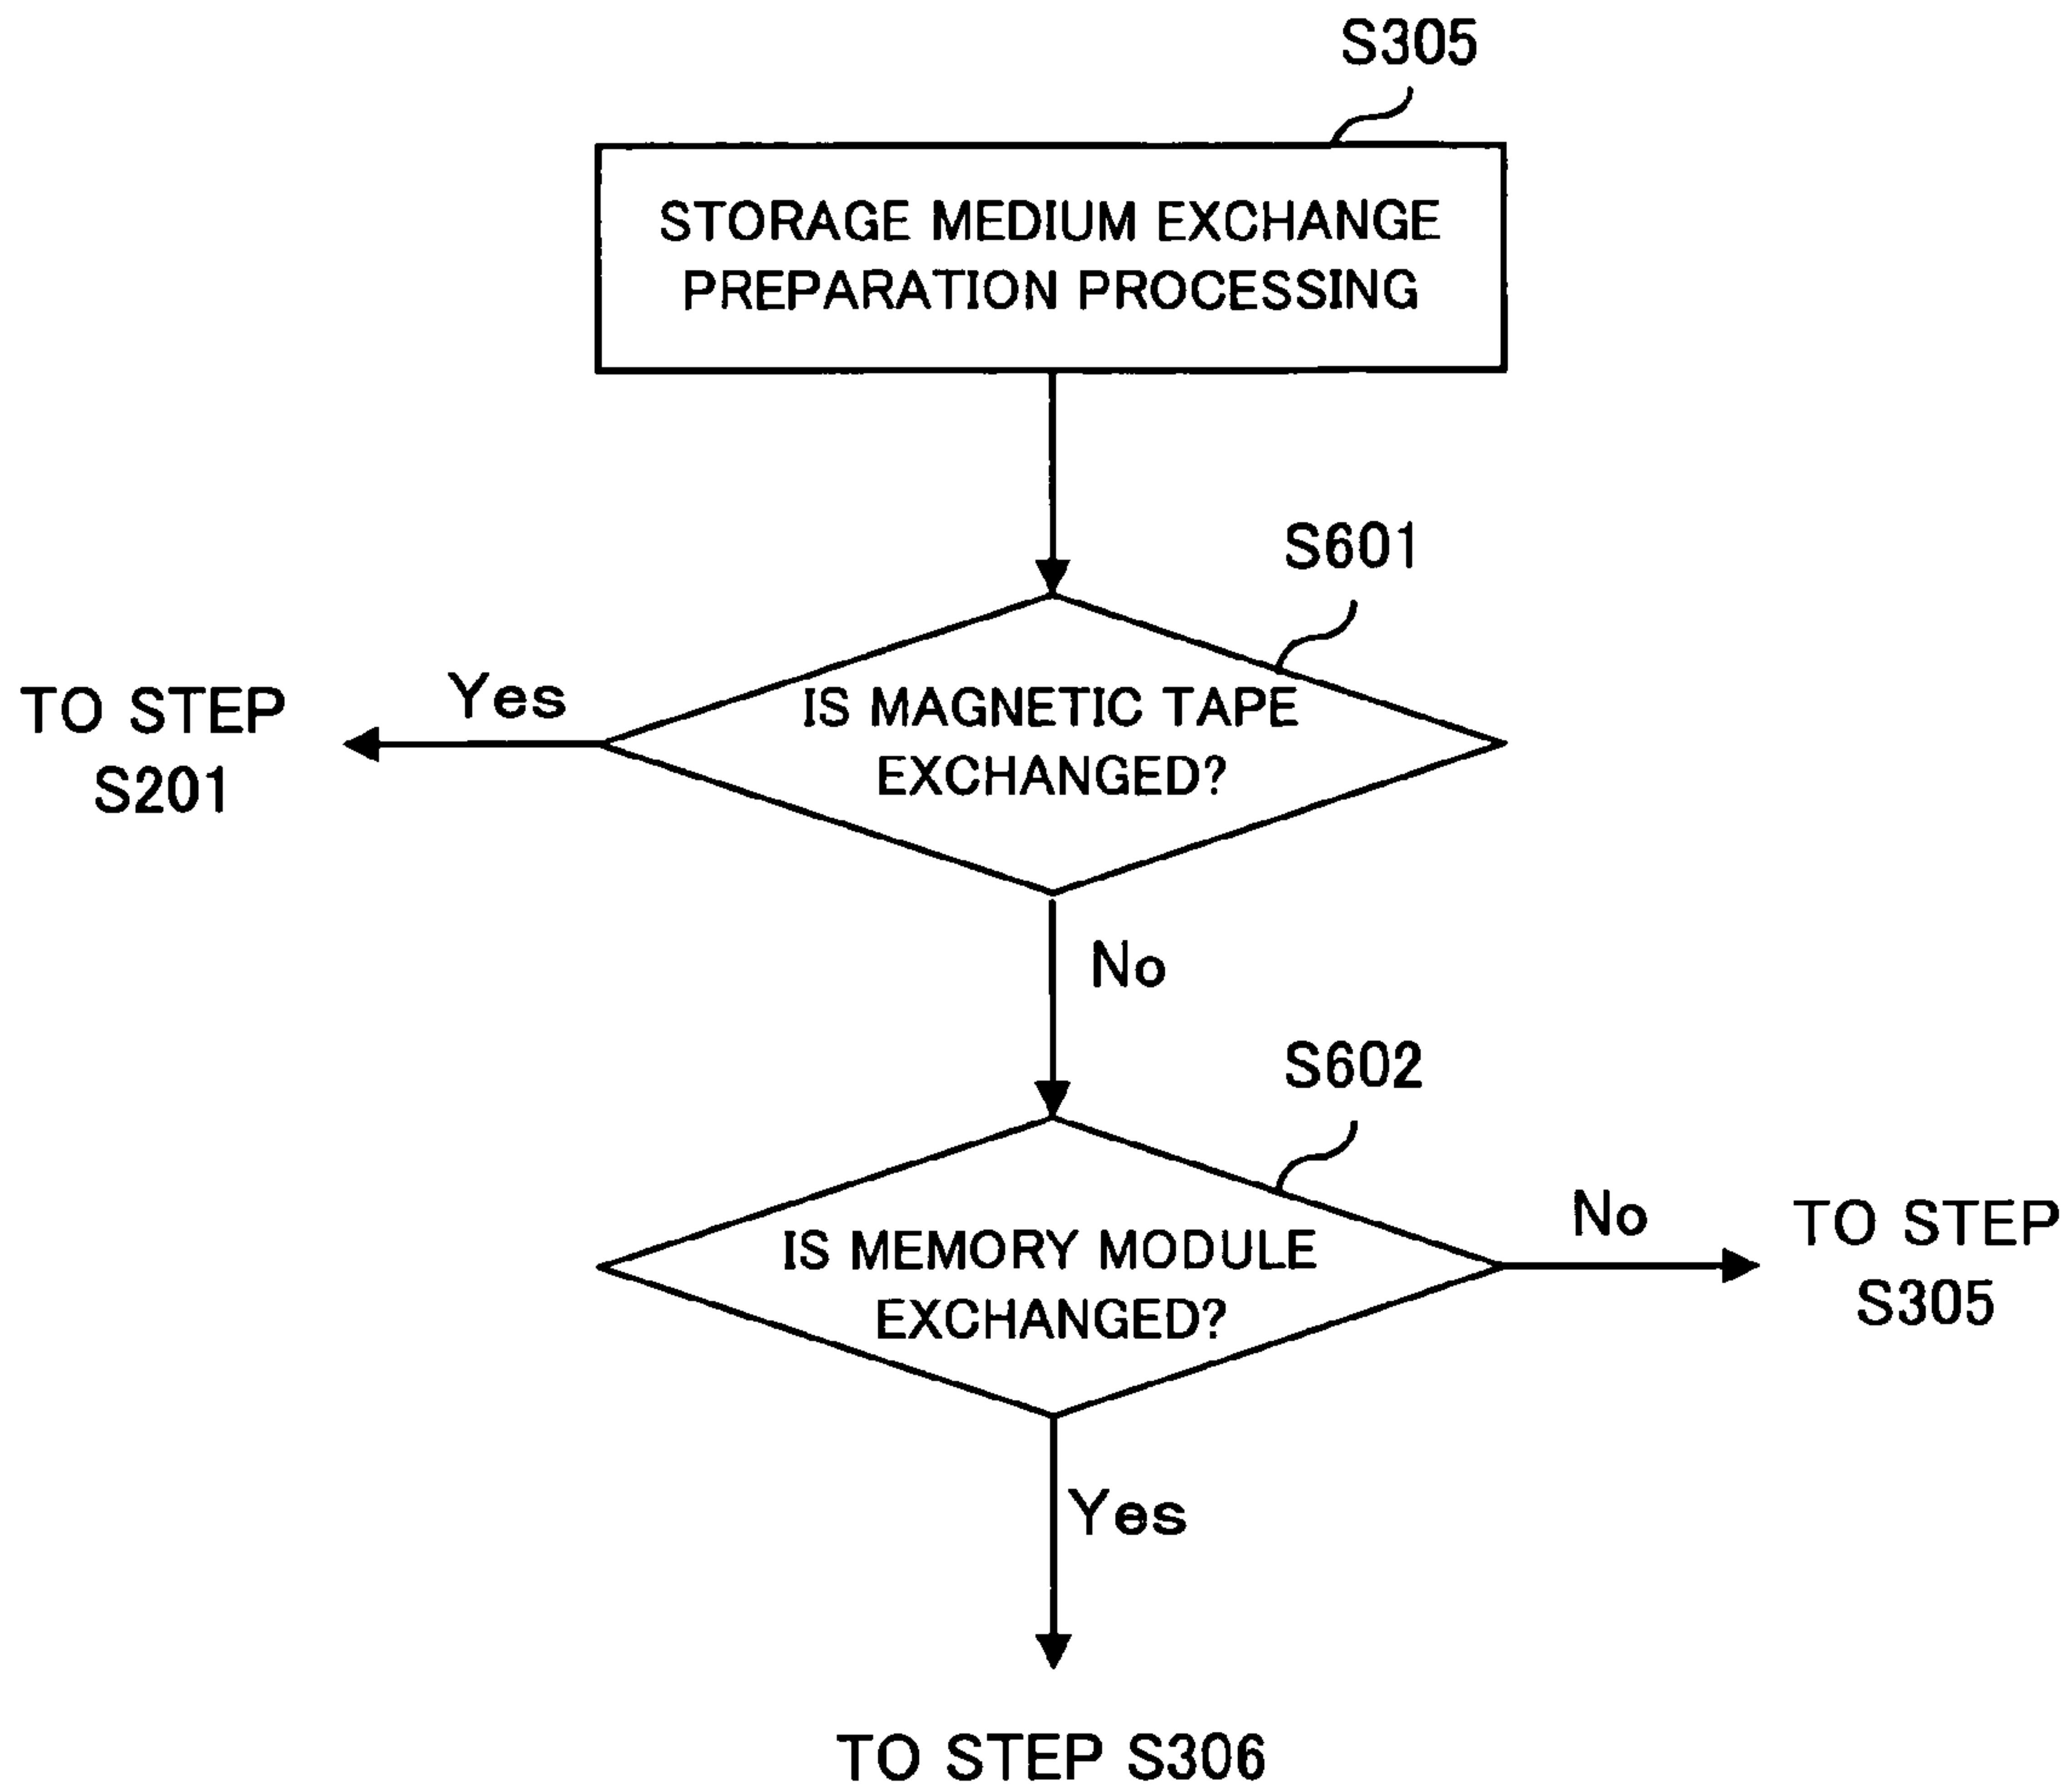 S305
STORAGE MEDIUM EXCHANGE
PREPARATION PROCESSING
S601
IS MAGNETIC TAPE
EXCHANGED?
Yes
TO STEP
S201
No
S602
IS MEMORY MODULE
EXCHANGED?
No
TO STEP
S305
Yes
TO STEP S306